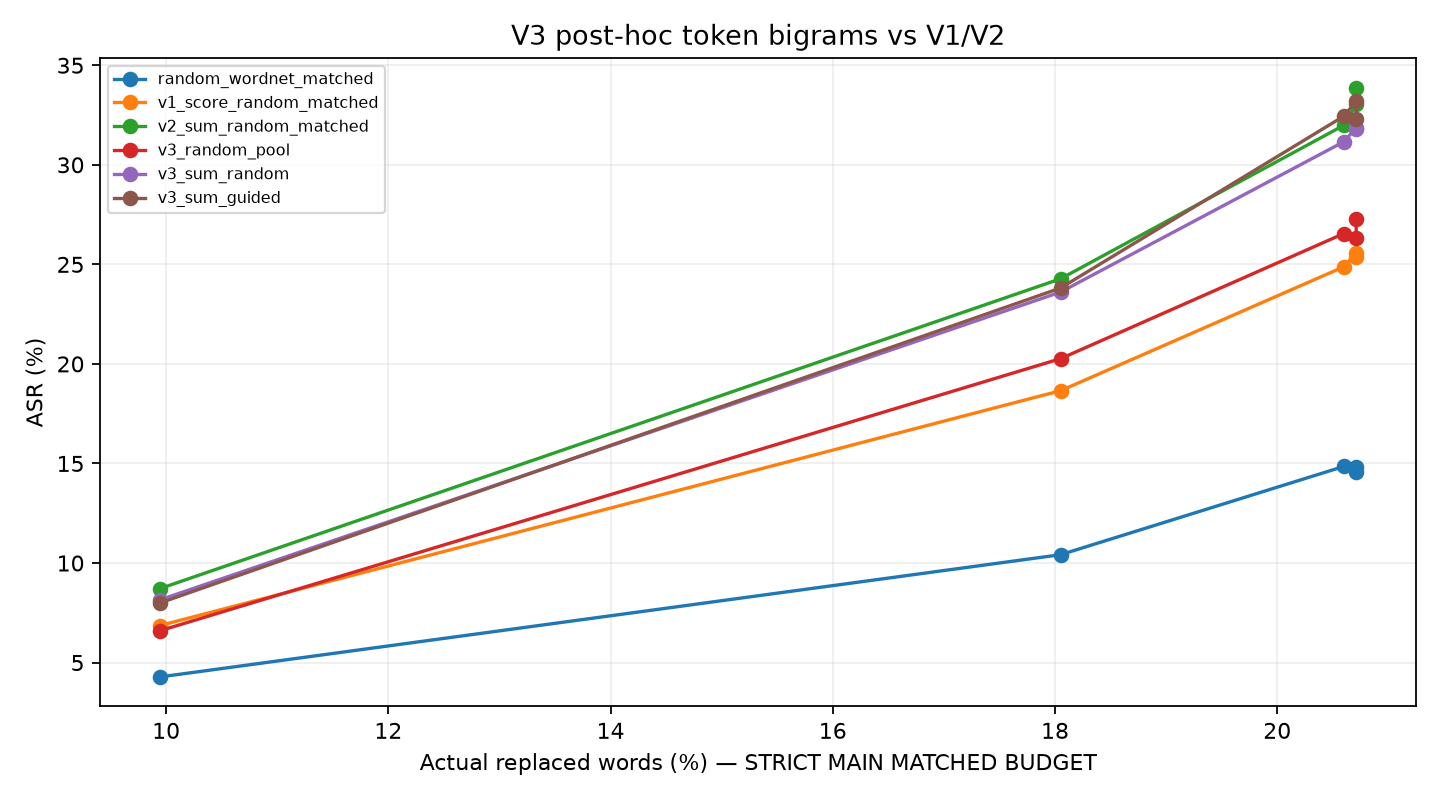 V3 post-hoc token bigrams vs V1/V2
random_wordnet_matched
v1_score_random_matched
v2_sum_random_matched
v3_random_pool
v3_sum_random
v3_sum_guided
ASR (%)
35
30
25
20
15
10
5
10 12 14 16 18 20
Actual replaced words (%) — STRICT MAIN MATCHED BUDGET